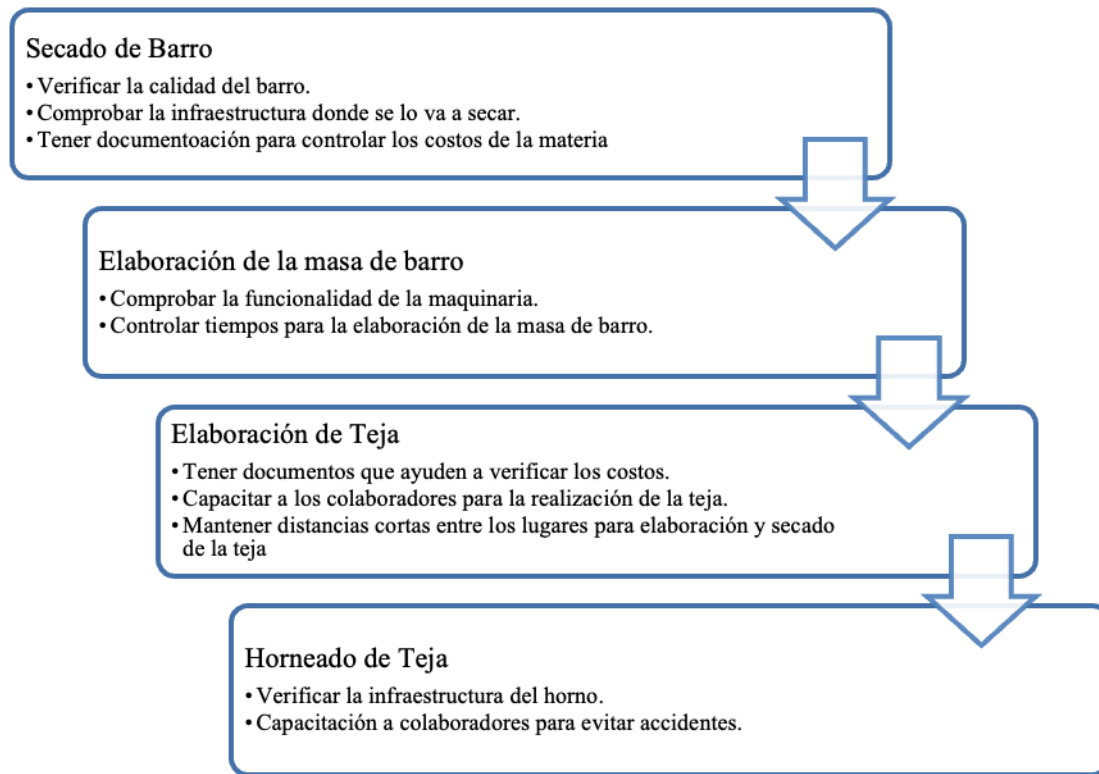 Secado de Barro
• Verificar la calidad del barro.
• Comprobar la infraestructura donde se lo va a secar.
• Tener documentoación para controlar los costos de la materia
Elaboración de la masa de barro
• Comprobar la funcionalidad de la maquinaria.
• Controlar tiempos para la elaboración de la masa de barro.
Elaboración de Teja
• Tener documentos que ayuden a verificar los costos.
• Capacitar a los colaboradores para la realización de la teja.
• Mantener distancias cortas entre los lugares para elaboración y secado
de la teja
Horneado de Teja
• Verificar la infraestructura del horno.
• Capacitación a colaboradores para evitar accidentes.